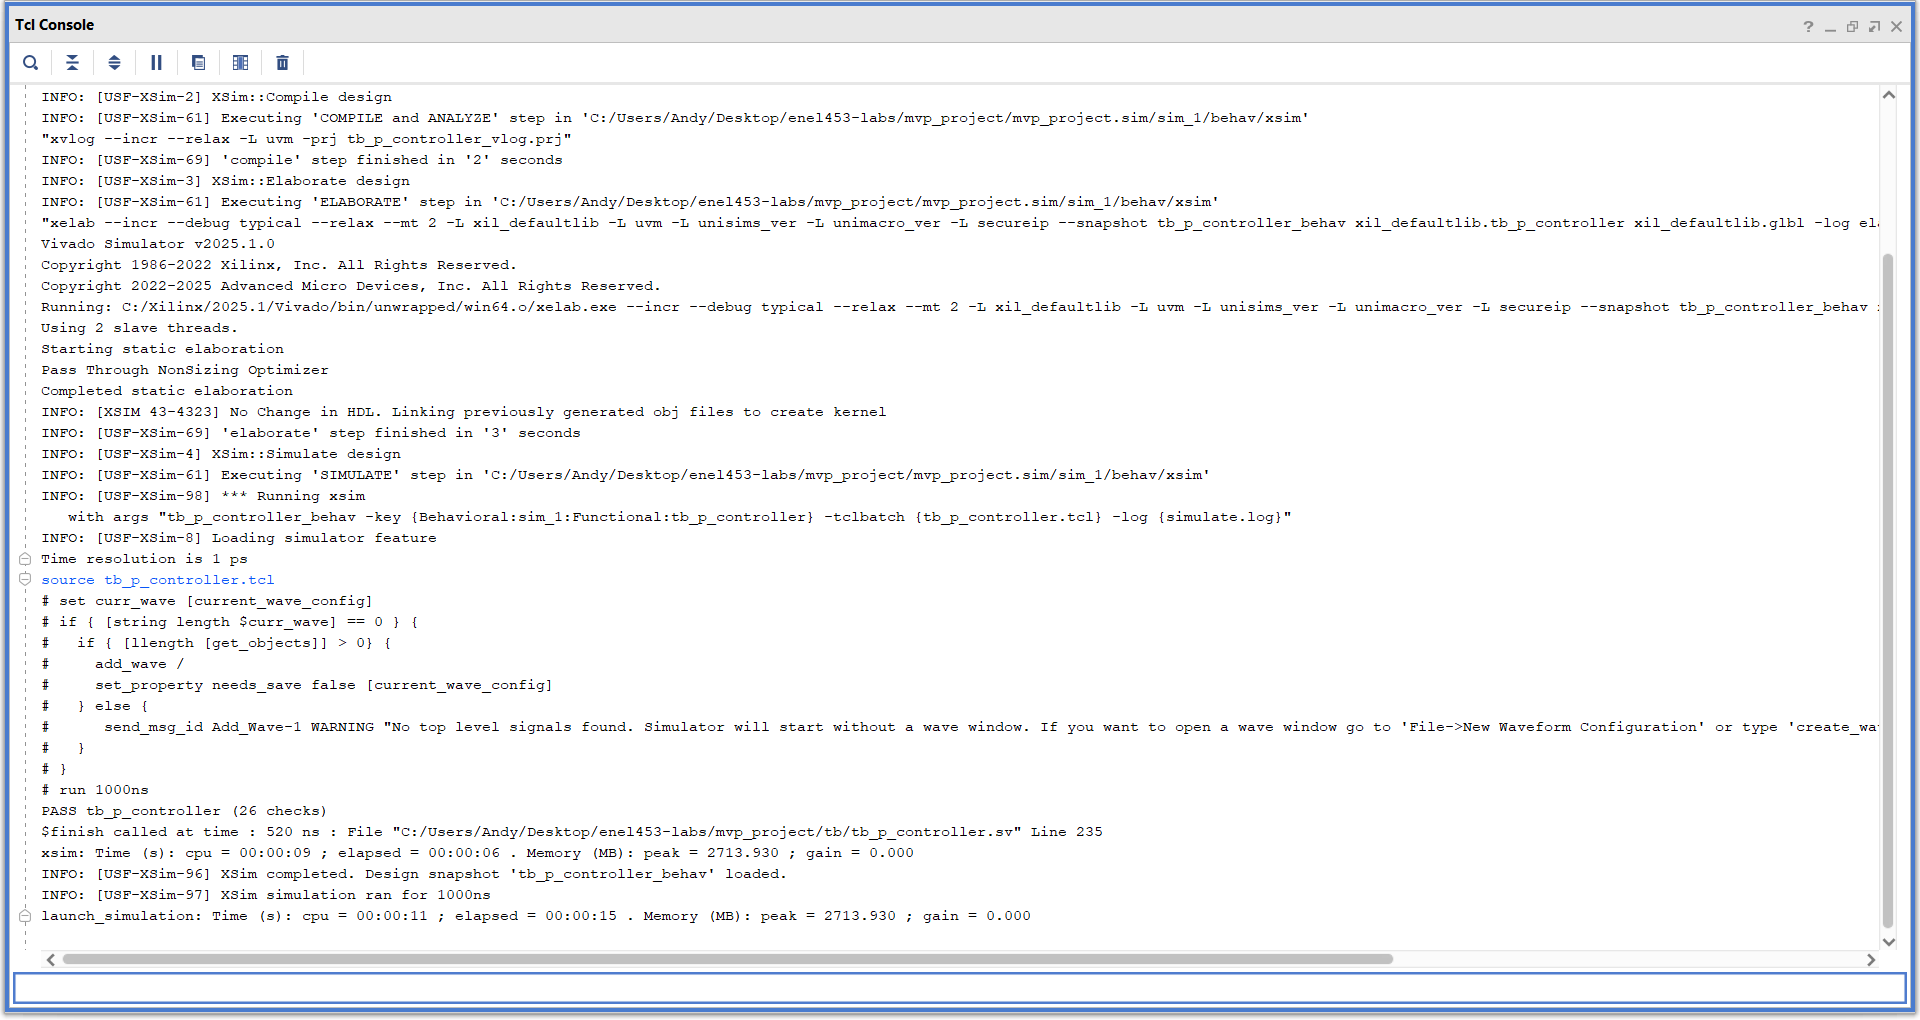 Tcl Console
INFO: [USF-XSim-2] XSim::Compile design
INFO: [USF-XSim-61] Executing 'COMPILE and ANALYZE' step in 'C:/Users/Andy/Desktop/enel453-labs/mvp_project/mvp_project.sim/sim_1/behav/xsim'
"xvlog --incr --relax -L uvm -prj tb_p_controller_vlog.prj"
INFO: [USF-XSim-69] 'compile' step finished in '2' seconds
INFO: [USF-XSim-3] XSim::Elaborate design
INFO: [USF-XSim-61] Executing 'ELABORATE' step in 'C:/Users/Andy/Desktop/enel453-labs/mvp_project/mvp_project.sim/sim_1/behav/xsim'
"xelab --incr --debug typical --relax --mt 2 -L xil_defaultlib -L uvm -L unisims_ver -L unimacro_ver -L secureip --snapshot tb_p_controller_behav xil_defaultlib.tb_p_controller xil_defaultlib.glbl -log ela
Vivado Simulator v2025.1.0
Copyright 1986-2022 Xilinx, Inc. All Rights Reserved.
Copyright 2022-2025 Advanced Micro Devices, Inc. All Rights Reserved.
Running: C:/Xilinx/2025.1/Vivado/bin/unwrapped/win64.o/xelab.exe --incr --debug typical --relax --mt 2 -L xil_defaultlib -L uvm -L unisims_ver -L unimacro_ver -L secureip --snapshot tb_p_controller_behav
Using 2 slave threads.
Starting static elaboration
Pass Through NonSizing Optimizer
Completed static elaboration
INFO: [XSIM 43-4323] No Change in HDL. Linking previously generated obj files to create kernel
INFO: [USF-XSim-69] 'elaborate' step finished in '3' seconds
INFO: [USF-XSim-4] XSim::Simulate design
INFO: [USF-XSim-61] Executing 'SIMULATE' step in 'C:/Users/Andy/Desktop/enel453-labs/mvp_project/mvp_project.sim/sim_1/behav/xsim'
INFO: [USF-XSim-98] *** Running xsim
with args "tb_p_controller_behav -key {Behavioral:sim_1:Functional:tb_p_controller} -tclbatch {tb_p_controller.tcl} -log {simulate.log}"
INFO: [USF-XSim-8] Loading simulator feature
Time resolution is 1 ps
source tb_p_controller.tcl
# set curr_wave [current_wave_config]
# if { [string length $curr_wave] == 0 } {
#   if { [llength [get_objects]] > 0} {
#     add_wave /
#     set_property needs_save false [current_wave_config]
#   } else {
#      send_msg_id Add_Wave-1 WARNING "No top level signals found. Simulator will start without a wave window. If you want to open a wave window go to 'File->New Waveform Configuration' or type 'create_wa
#   }
# }
# run 1000ns
PASS tb_p_controller (26 checks)
$finish called at time : 520 ns : File "C:/Users/Andy/Desktop/enel453-labs/mvp_project/tb/tb_p_controller.sv" Line 235
xsim: Time (s): cpu = 00:00:09 ; elapsed = 00:00:06 . Memory (MB): peak = 2713.930 ; gain = 0.000
INFO: [USF-XSim-96] XSim completed. Design snapshot 'tb_p_controller_behav' loaded.
INFO: [USF-XSim-97] XSim simulation ran for 1000ns
launch_simulation: Time (s): cpu = 00:00:11 ; elapsed = 00:00:15 . Memory (MB): peak = 2713.930 ; gain = 0.000